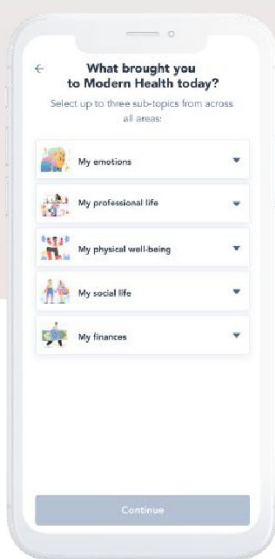 What brought you
to Modern Health today?
Select up to three sub-topics from across
all areas:
My emotions
My professional life
My physical well-being
My social life
My finances
Continue